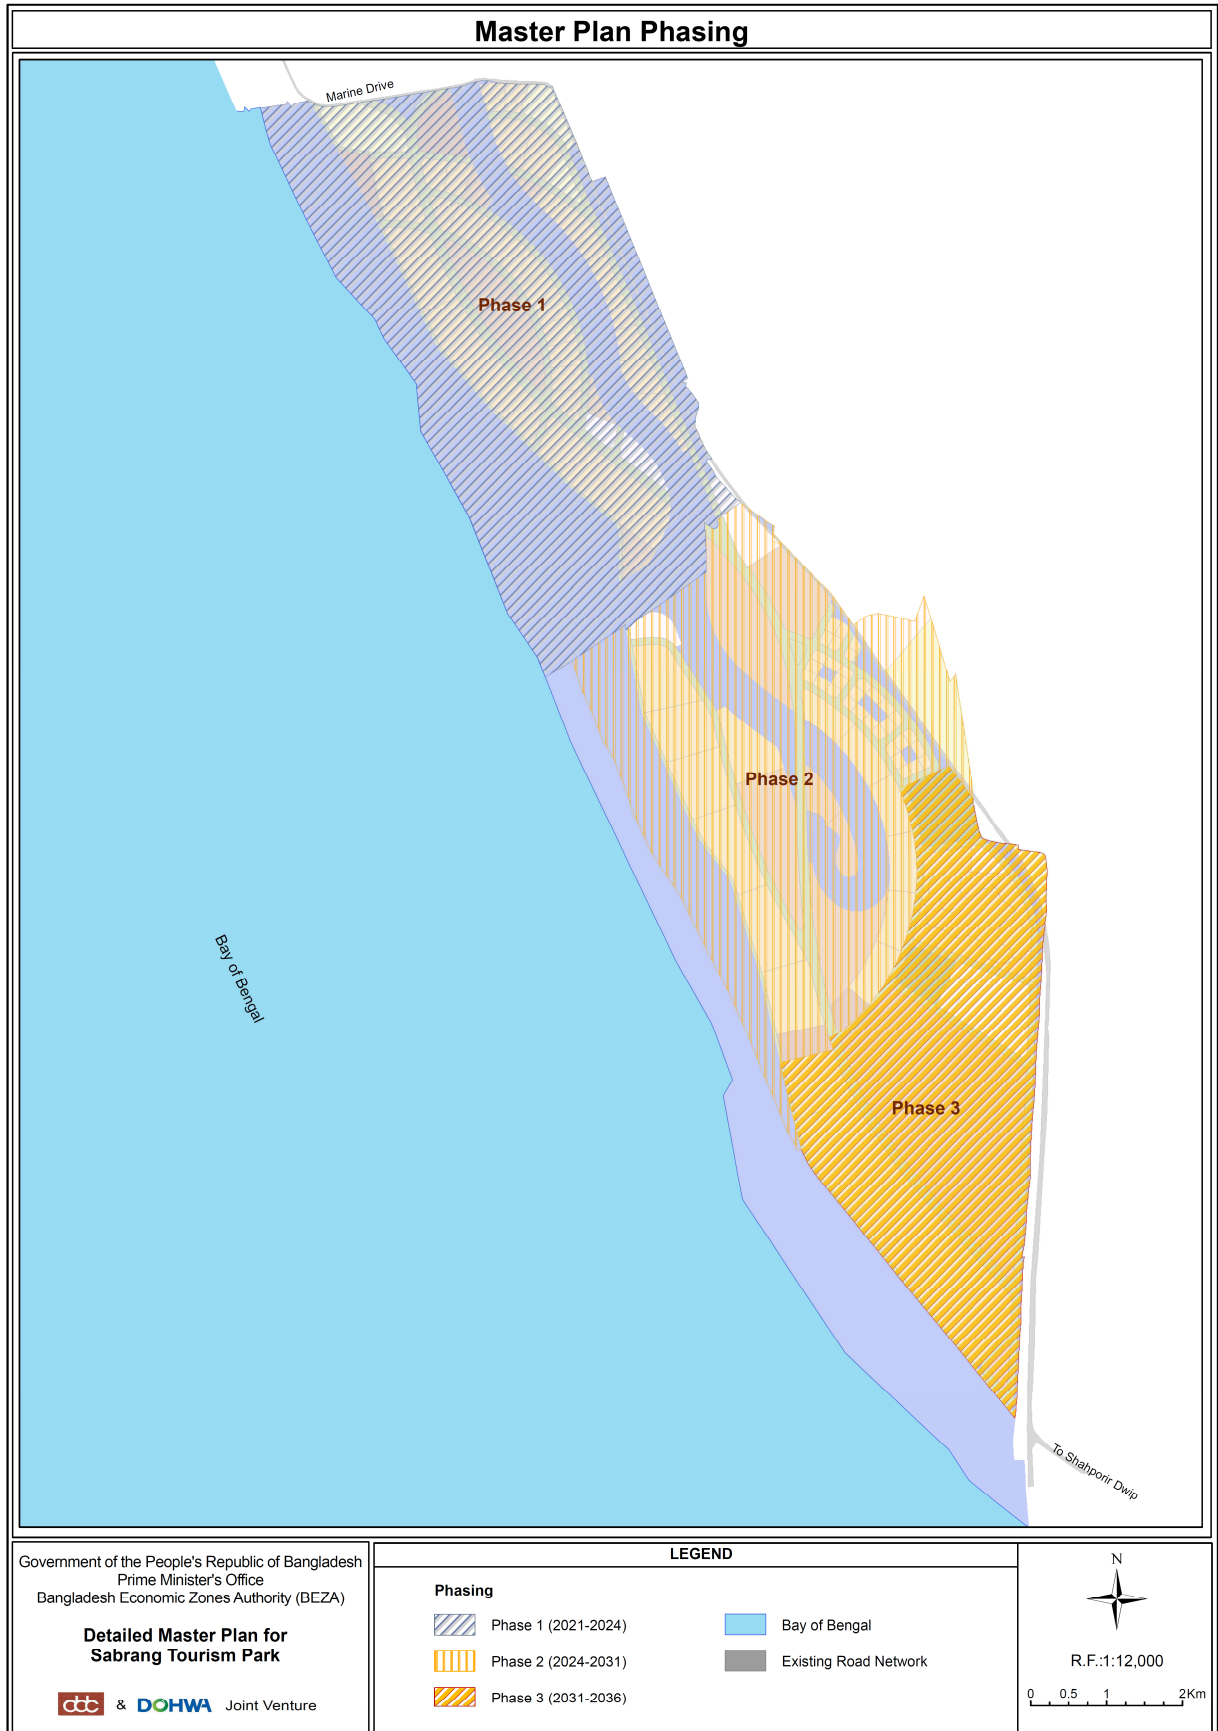 Master Plan Phasing
Marine Drive
Phase 1
Phase 2
Bay of Bengal
Phase 3
To Shahporir Dwip
Government of the People's Republic of Bangladesh
Prime Minister's Office
Bangladesh Economic Zones Authority (BEZA)
Detailed Master Plan for
Sabrang Tourism Park
ddc & DOHWA Joint Venture
LEGEND
Phasing
Phase 1 (2021-2024)
Phase 2 (2024-2031)
Phase 3 (2031-2036)
Bay of Bengal
Existing Road Network
N
R.F.:1:12,000
0 0.5 1 2Km